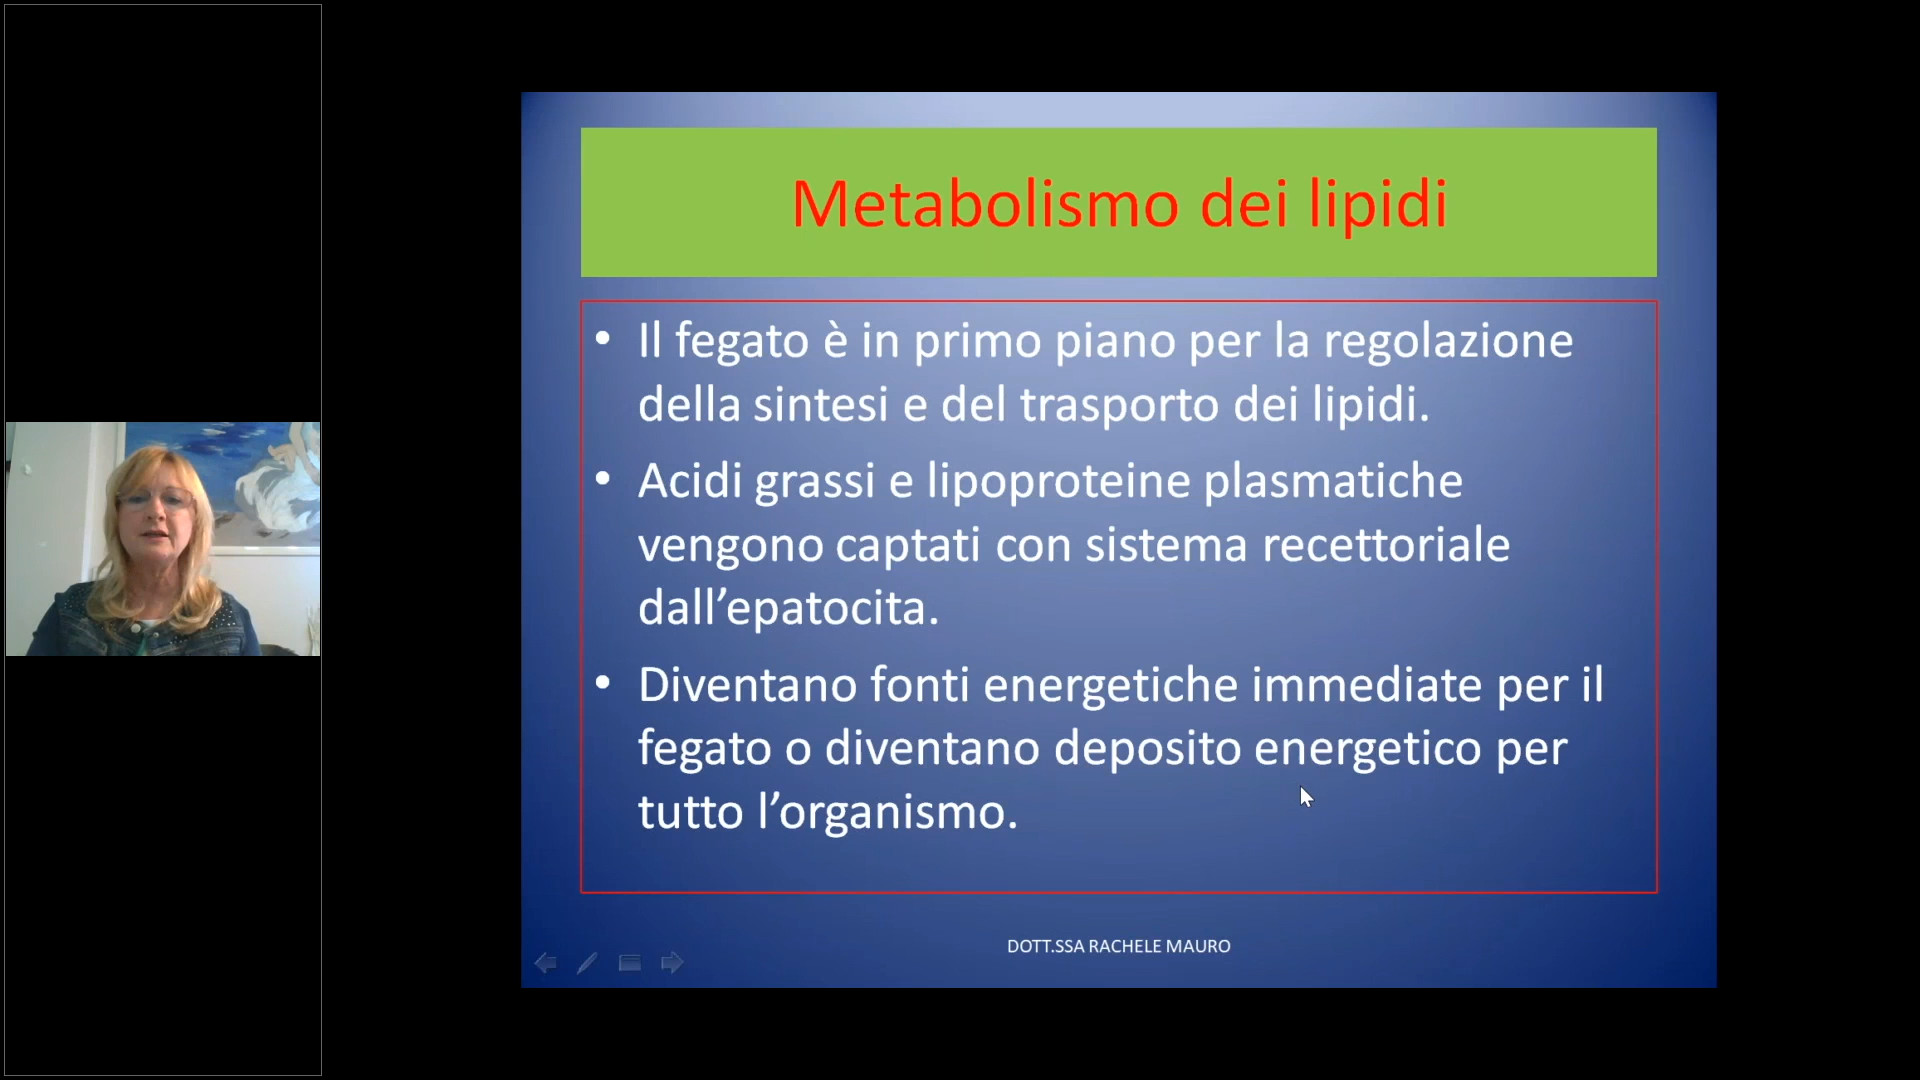 Metabolismo dei lipidi
• Il fegato è in primo piano per la regolazione
della sintesi e del trasporto dei lipidi.
• Acidi grassi e lipoproteine plasmatiche
vengono captati con sistema recettoriale
dall’epatocita.
• Diventano fonti energetiche immediate per il
fegato o diventano deposito energetico per
tutto l’organismo.
DOTT.SSA RACHELE MAURO